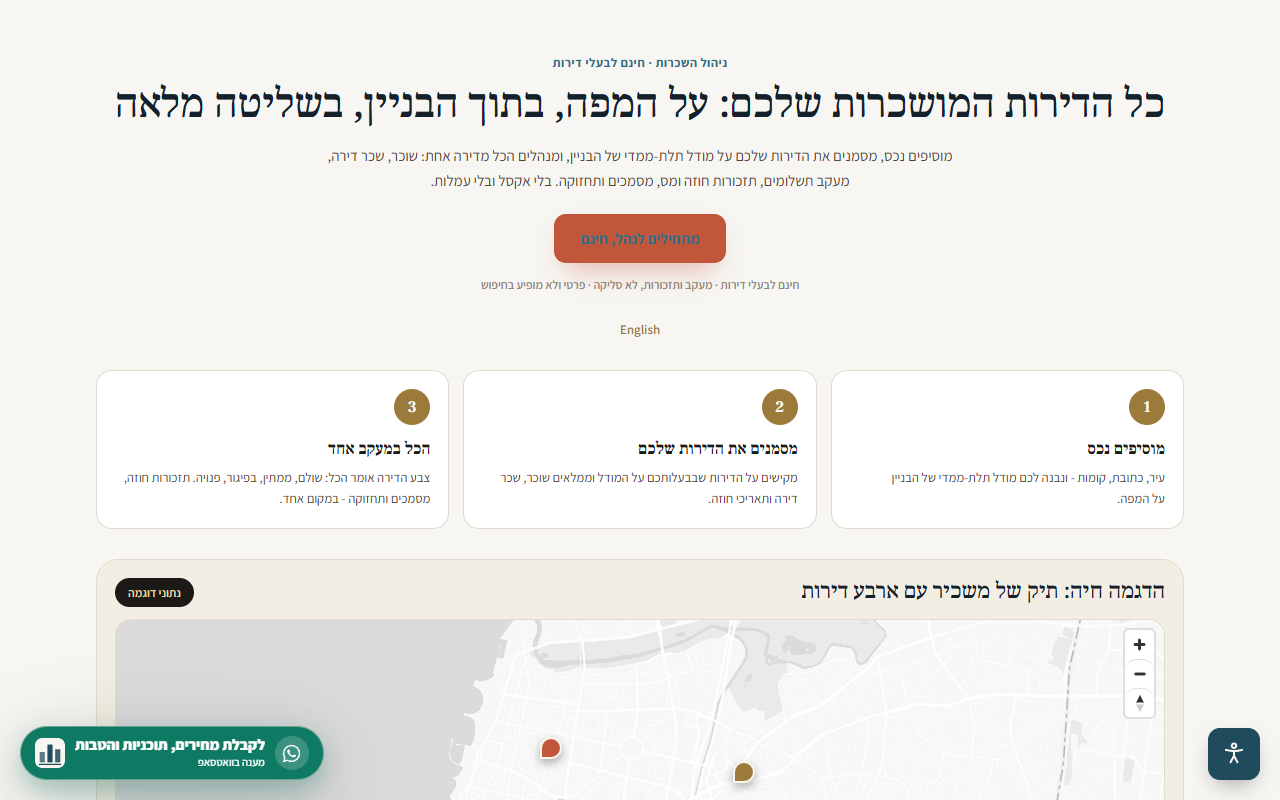 ניהול השכרות · חינם לבעלי דירות
כל הדירות המושכרות שלכם: על המפה, בתוך הבניין, בשליטה מלאה
מוסיפים נכס, מסמנים את הדירות שלכם על מודל תלת-ממדי של הבניין, ומנהלים הכל מדירה אחת: שוכר, שכר דירה,
מעקב תשלומים, תזכורות חוזה ומס, מסמכים ותחזוקה. בלי אקסל ובלי עמלות.
מתחילים לנהל, חינם
חינם לבעלי דירות · מעקב ותזכורות, לא סליקה · פרטי ולא מופיע בחיפוש
English
1
מוסיפים נכס
עיר, כתובת, קומות - ונבנה לכם מודל תלת-ממדי של הבניין
על המפה.
2
מסמנים את הדירות שלכם
מקישים על הדירות שבבעלותכם על המודל וממלאים שוכר, שכר
דירה ותאריכי חוזה.
3
הכל במעקב אחד
צבע הדירה אומר הכל: שולם, ממתין, בפיגור, פנויה. תזכורות חוזה,
מסמכים ותחזוקה - במקום אחד.
הדגמה חיה: תיק של משכיר עם ארבע דירות
נתוני דוגמה
לקבלת מחירים, תוכניות והטבות
מענה בוואטסאפ